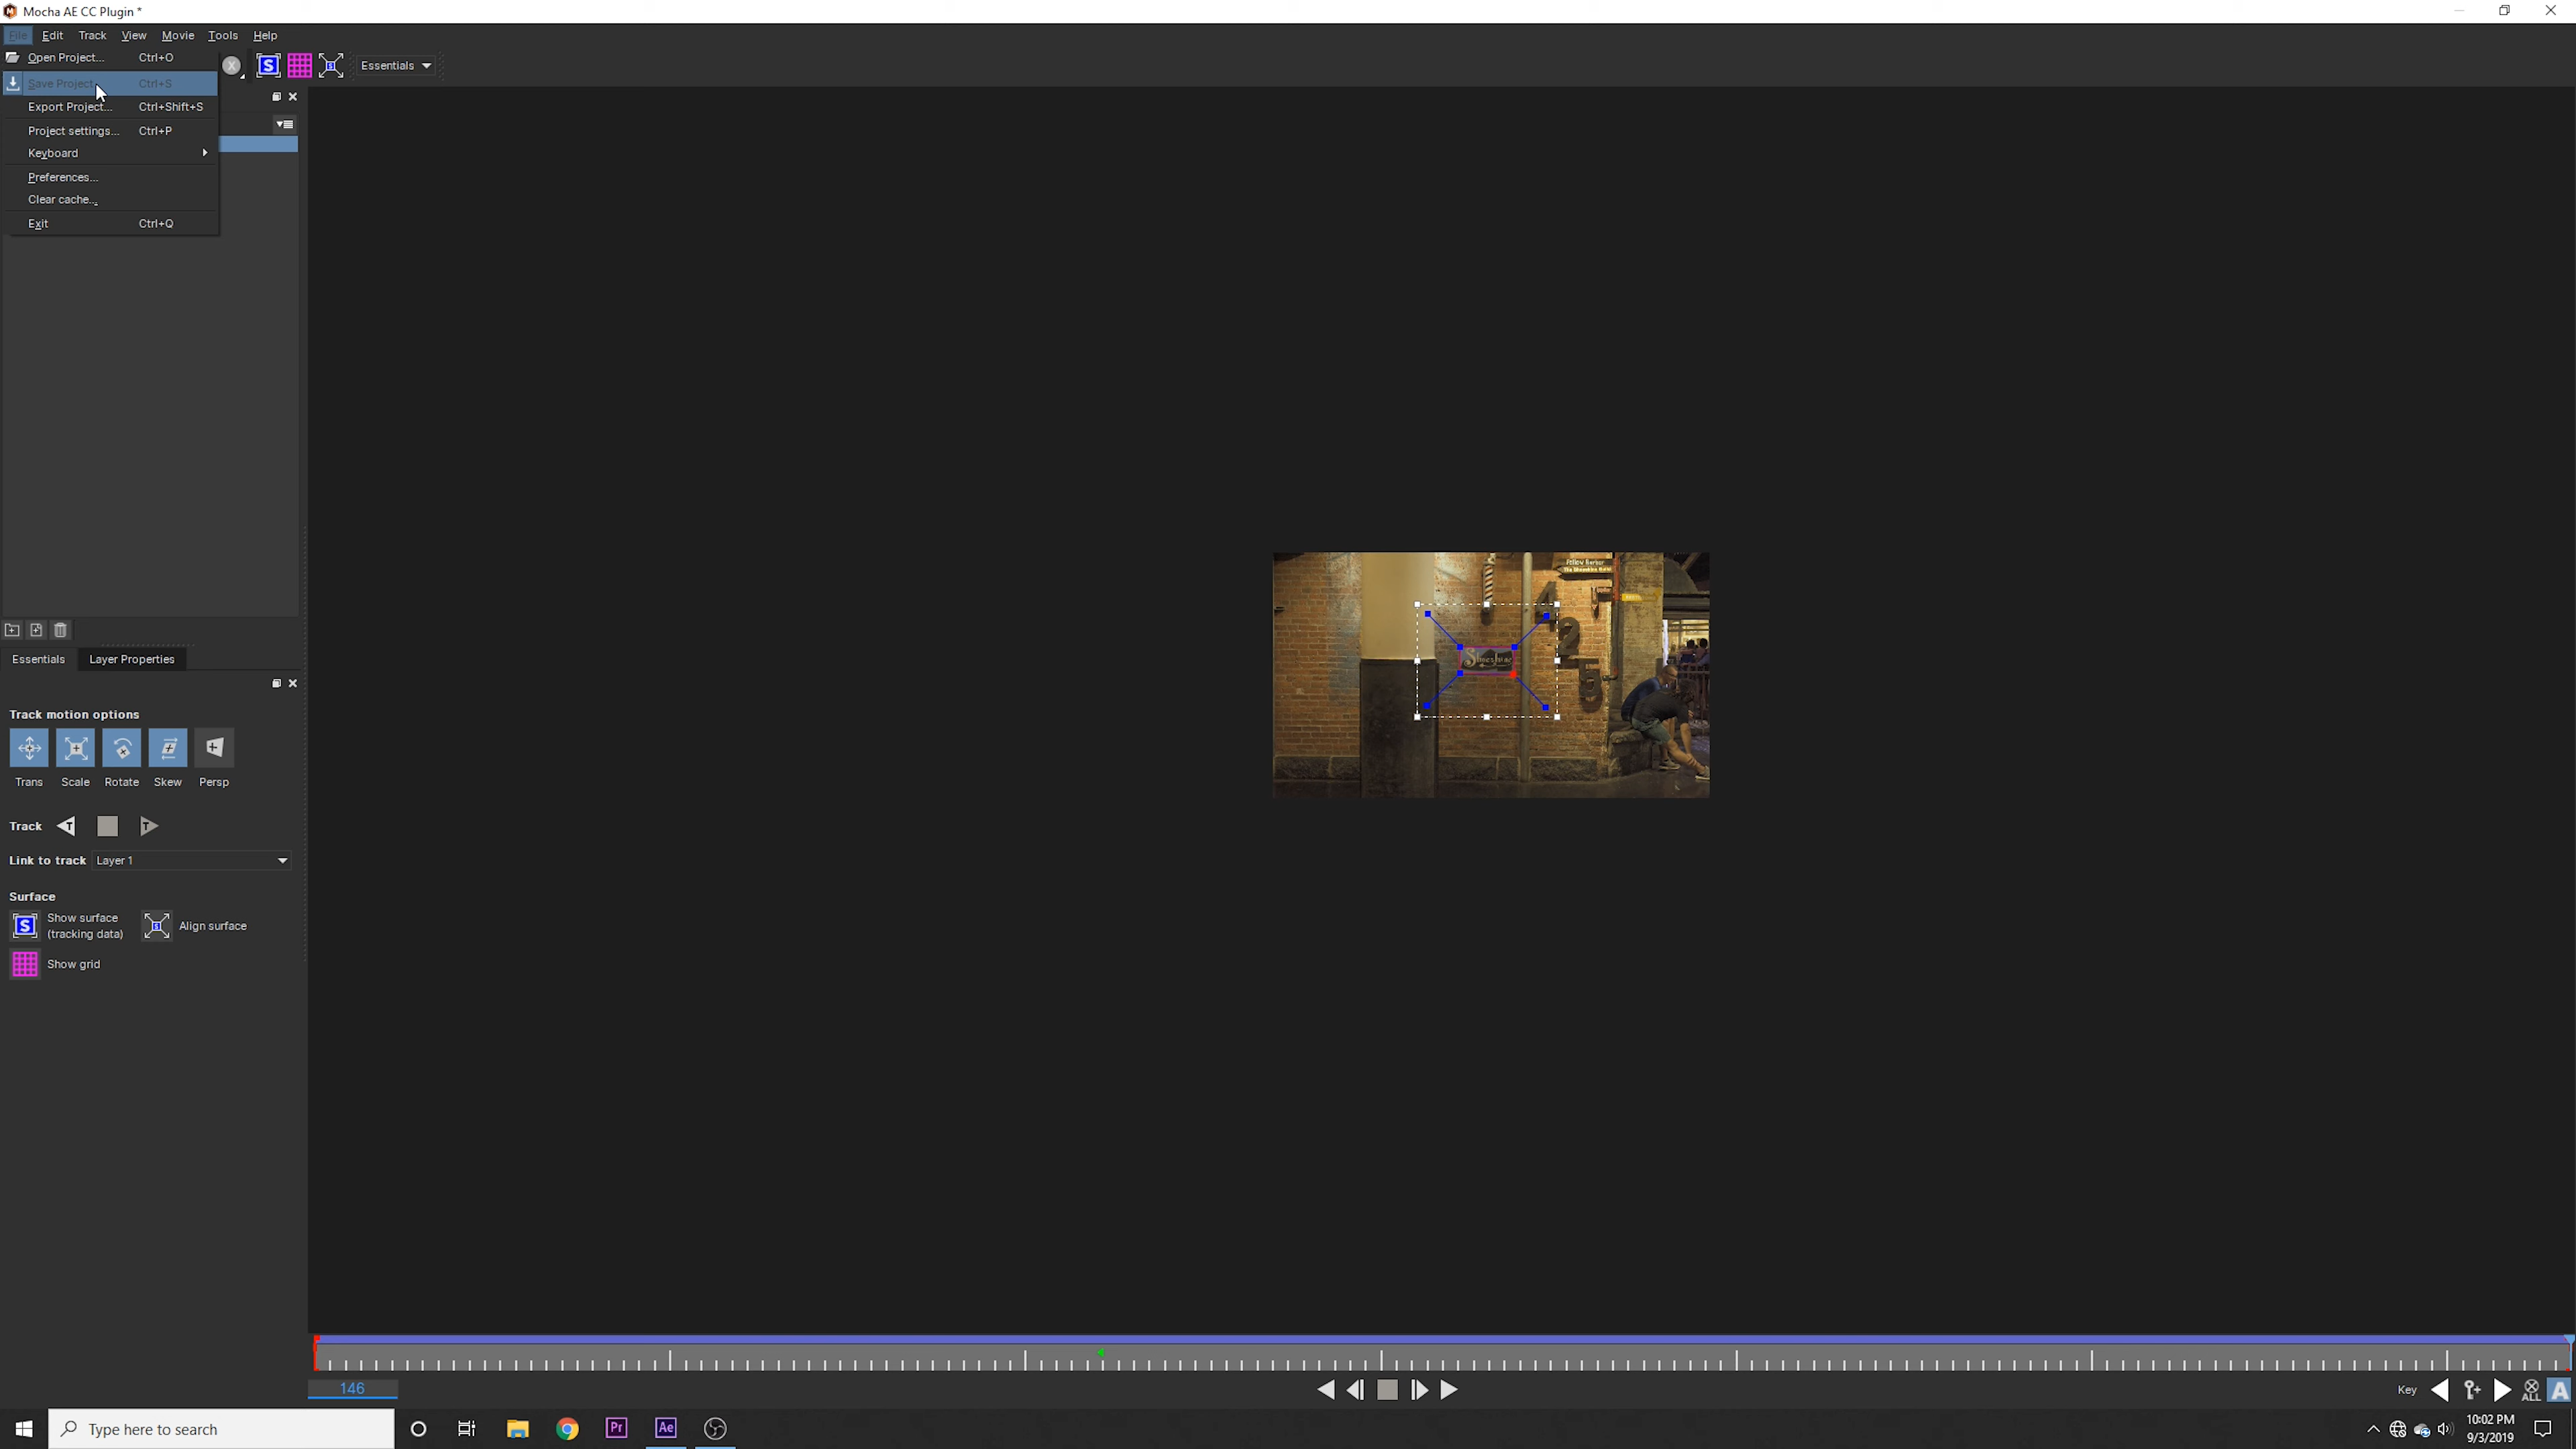 Mocha AE CC Plugin *
File Edit Track View Movie Tools Help
Open Project... Ctrl+O
Essentials
Save Project Ctrl+S
Export Project... Ctrl+Shift+S
Project settings... Ctrl+P
Keyboard
Preferences...
Clear cache...
Exit Ctrl+Q
Essentials Layer Properties
Track motion options
Trans Scale Rotate Skew Persp
Track
Link to track Layer 1
Surface
Show surface
(tracking data)
Align surface
Show grid
146
Key
ALL
A
Type here to search
Pr
Ae
10:02 PM
9/3/2019